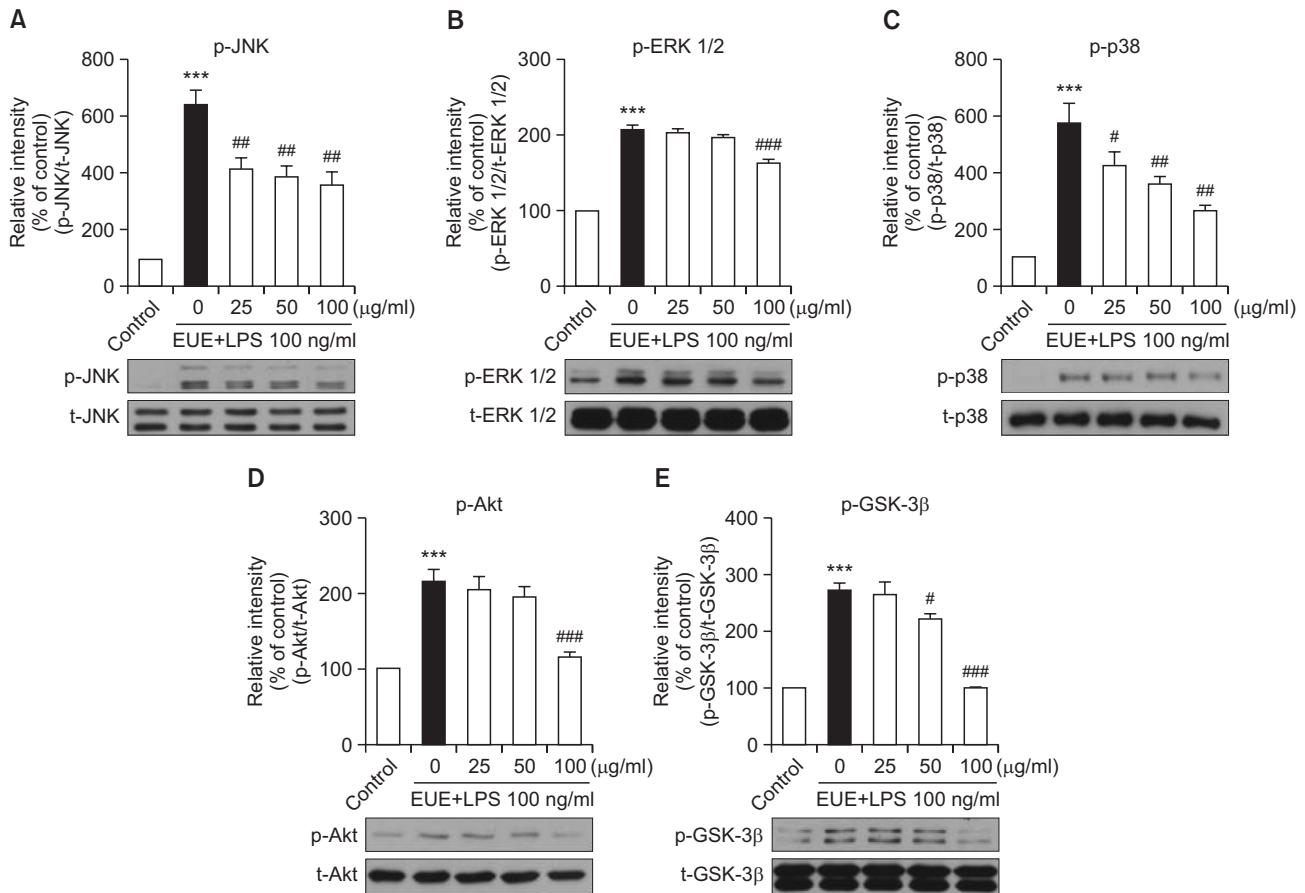 A
p-JNK
Relative intensity
(% of control)
(p-JNK/t-JNK)
800
600
400
200
0
***
##
##
##
Control
0
25
50
100 (μg/ml)
EUE+LPS 100 ng/ml
p-JNK
t-JNK
B
p-ERK 1/2
Relative intensity
(% of control)
(p-ERK 1/2/t-ERK 1/2)
300
200
100
0
***
###
Control
0
25
50
100 (μg/ml)
EUE+LPS 100 ng/ml
p-ERK 1/2
t-ERK 1/2
C
p-p38
Relative intensity
(% of control)
(p-p38/t-p38)
800
600
400
200
0
***
#
##
##
Control
0
25
50
100 (μg/ml)
EUE+LPS 100 ng/ml
p-p38
t-p38
D
p-Akt
Relative intensity
(% of control)
(p-Akt/t-Akt)
300
200
100
0
***
###
Control
0
25
50
100 (μg/ml)
EUE+LPS 100 ng/ml
p-Akt
t-Akt
E
p-GSK-3β
Relative intensity
(% of control)
(p-GSK-3β/t-GSK-3β)
400
300
200
100
0
***
#
###
Control
0
25
50
100 (μg/ml)
EUE+LPS 100 ng/ml
p-GSK-3β
t-GSK-3β